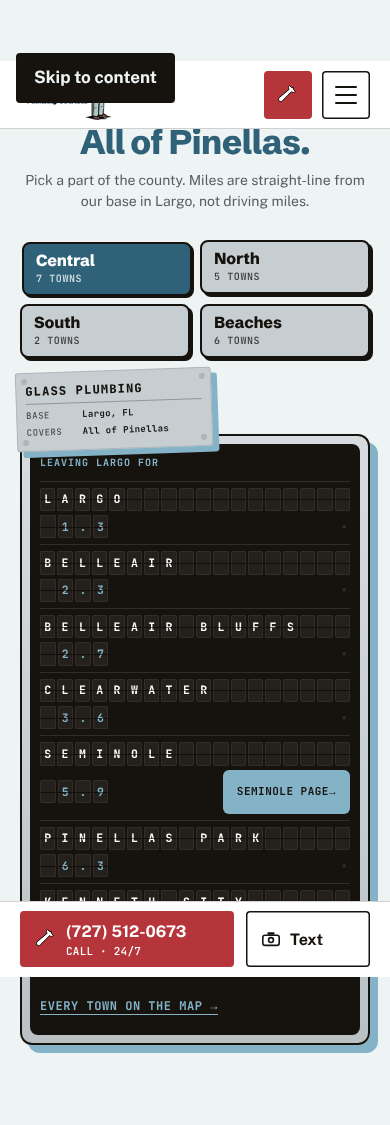 Skip to content
All of Pinellas.
Pick a part of the county. Miles are straight-line from
our base in Largo, not driving miles.
Central
7 TOWNS
North
5 TOWNS
South
2 TOWNS
Beaches
6 TOWNS
GLASS PLUMBING
BASE Largo, FL
COVERS All of Pinellas
LEAVING LARGO FOR
LARGO
1.3
BELLEAIR
2.3
BELLEAIR BLUFFS
2.7
CLEARWATER
3.6
SEMINOLE
5.9
SEMINOLE PAGE→
PINELLAS PARK
6.3
KENNETH CITY
(727) 512-0673
CALL · 24/7
Text
EVERY TOWN ON THE MAP →